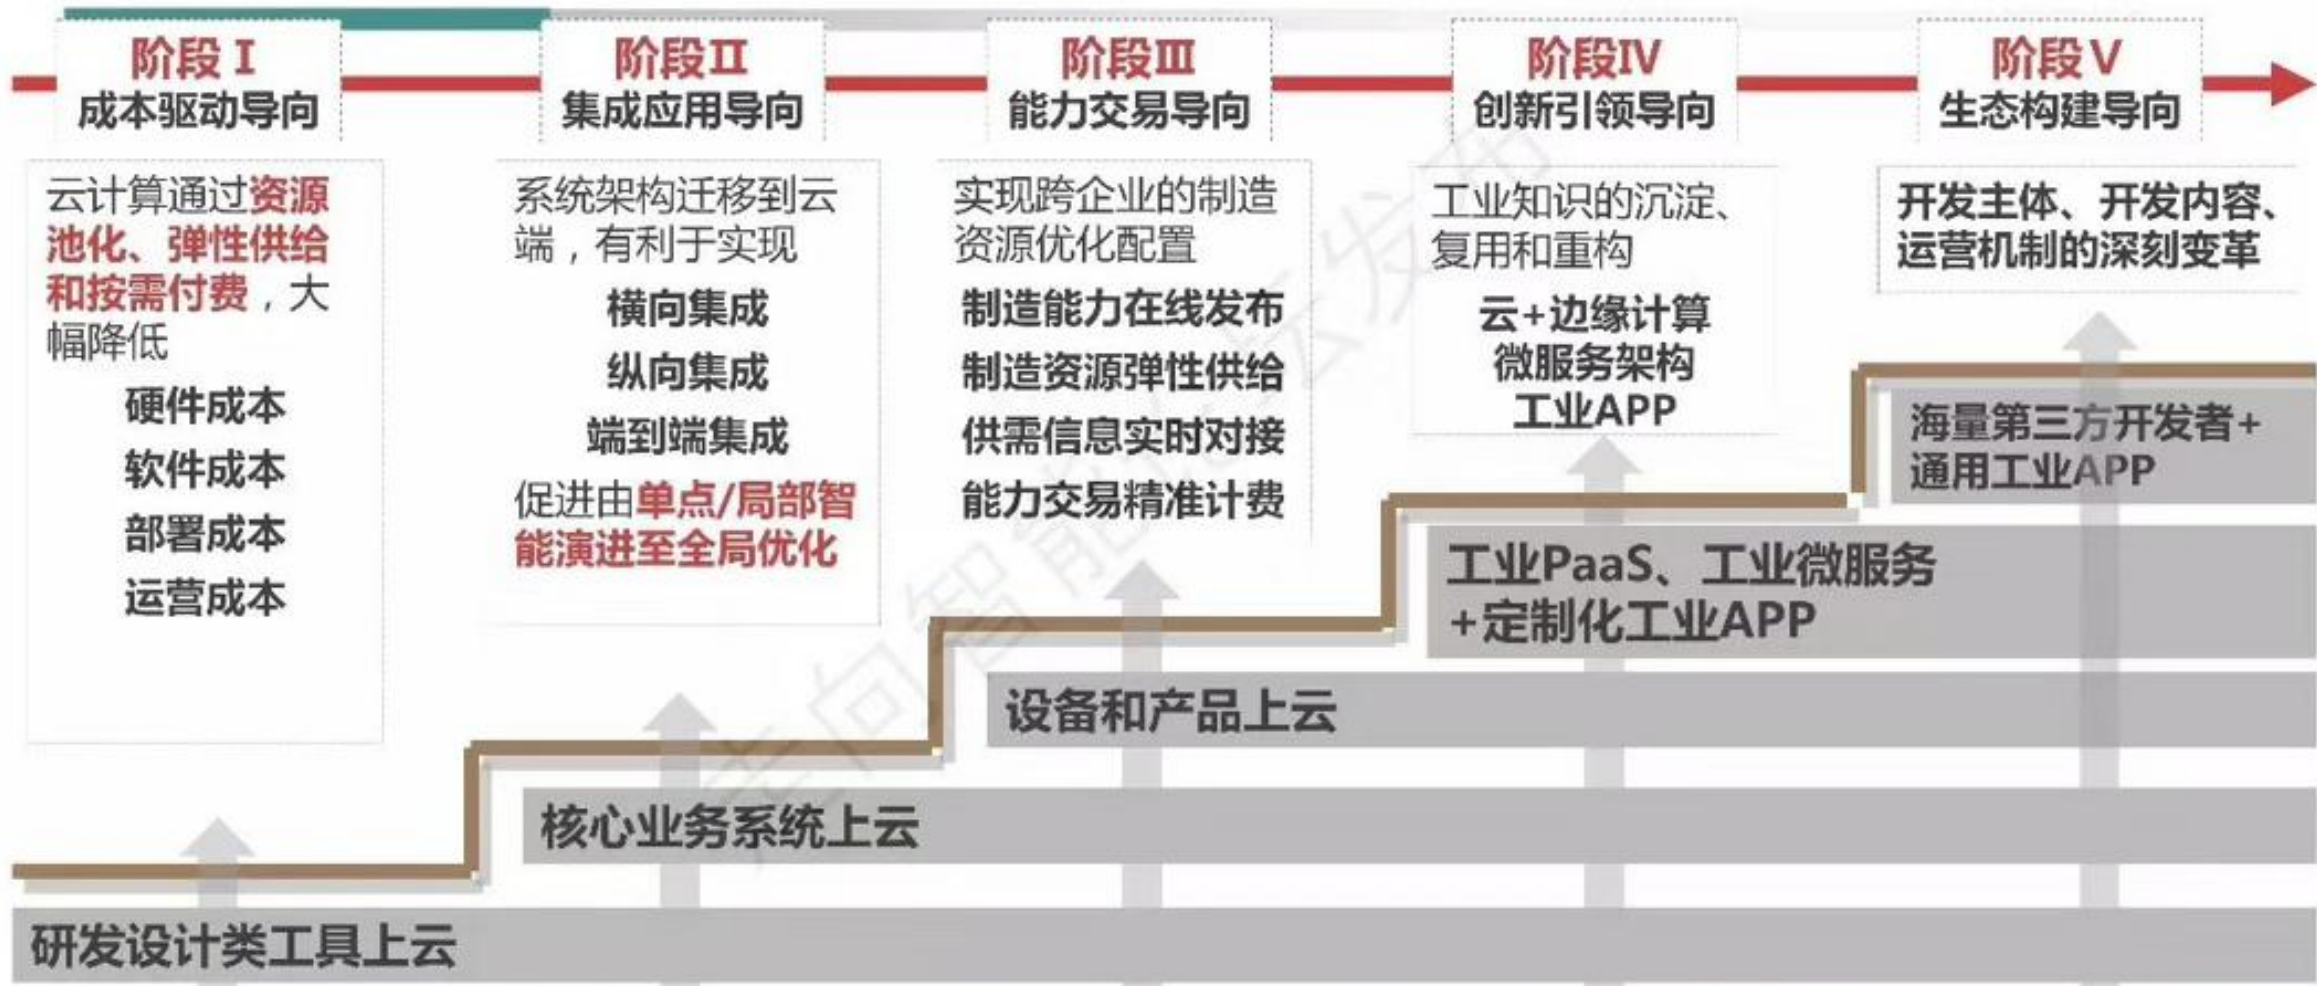 阶段Ⅰ
成本驱动导向
云计算通过资源
池化、弹性供给
和按需付费，大
幅降低
硬件成本
软件成本
部署成本
运营成本
阶段Ⅱ
集成应用导向
系统架构迁移到云
端，有利于实现
横向集成
纵向集成
端到端集成
促进由单点/局部智
能演进至全局优化
阶段Ⅲ
能力交易导向
实现跨企业的制造
资源优化配置
制造能力在线发布
制造资源弹性供给
供需信息实时对接
能力交易精准计费
阶段Ⅳ
创新引领导向
工业知识的沉淀、
复用和重构
云+边缘计算
微服务架构
工业APP
阶段Ⅴ
生态构建导向
开发主体、开发内容、
运营机制的深刻变革
海量第三方开发者+
通用工业APP
工业PaaS、工业微服务
+定制化工业APP
设备和产品上云
核心业务系统上云
研发设计类工具上云